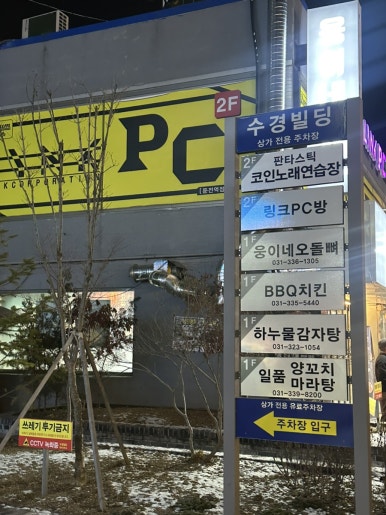 PC
2F
수경빌딩
상가 전용 주차장
2F 판타스틱
코인노래연습장
2F 링크PC방
1F 웅이네오돌뼈
031-336-1305
1F BBQ치킨
031-335-5440
1F 하누물감자탕
031-323-1054
1F 일품 양꼬치
마라탕
031-339-8200
상가 전용 유료주차장
주차장 입구
쓰레기 투기금지
CCTV 녹화중